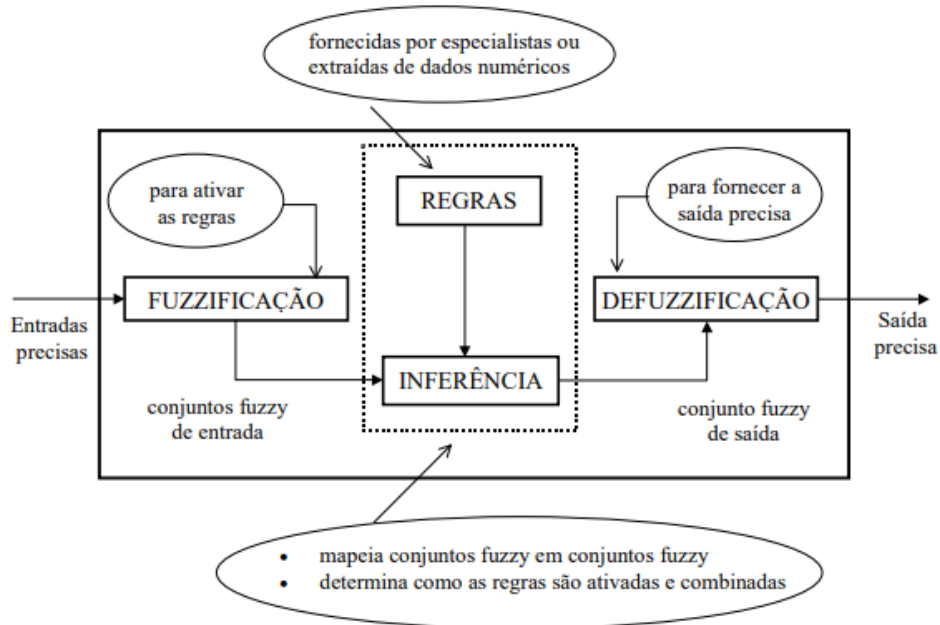 fornecidas por especialistas ou
extraídas de dados numéricos
para ativar
as regras
REGRAS
para fornecer a
saída precisa
FUZZIFICAÇÃO
DEFUZZIFICAÇÃO
Entradas
precisas
Saída
precisa
INFERÊNCIA
conjuntos fuzzy
de entrada
conjunto fuzzy
de saída
• mapeia conjuntos fuzzy em conjuntos fuzzy
• determina como as regras são ativadas e combinadas